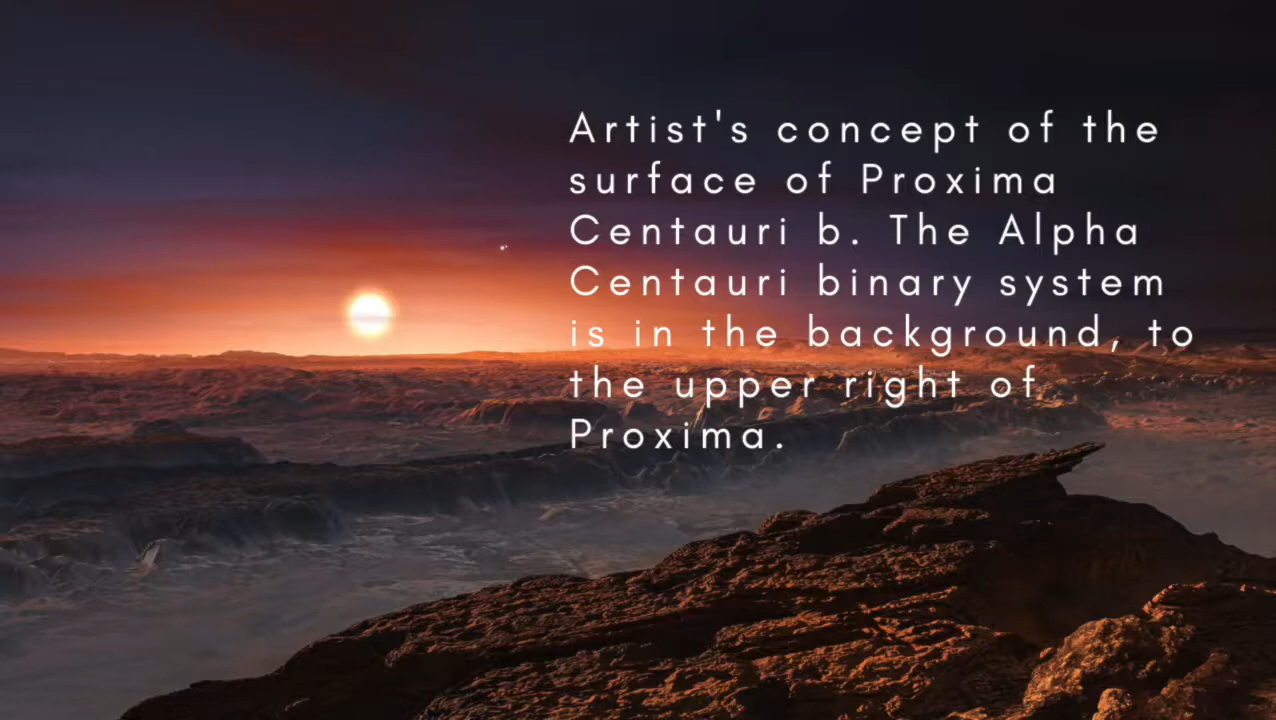 Artist's concept of the
surface of Proxima
Centauri b. The Alpha
Centauri binary system
is in the background, to
the upper right of
Proxima.